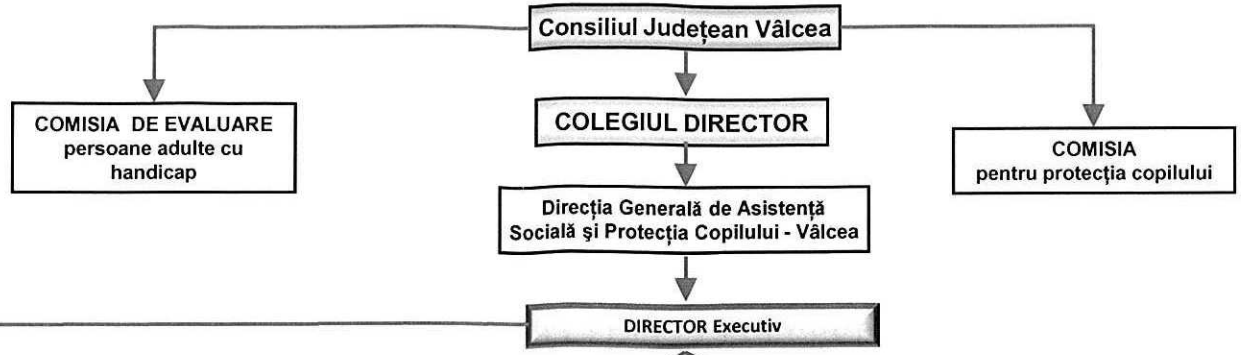 Consiliul Județean Vâlcea
COMISIA DE EVALUARE
persoane adulte cu
handicap
COLEGIUL DIRECTOR
COMISIA
pentru protecția copilului
Direcția Generală de Asistență
Socială şi Protecția Copilului - Vâlcea
DIRECTOR Executiv